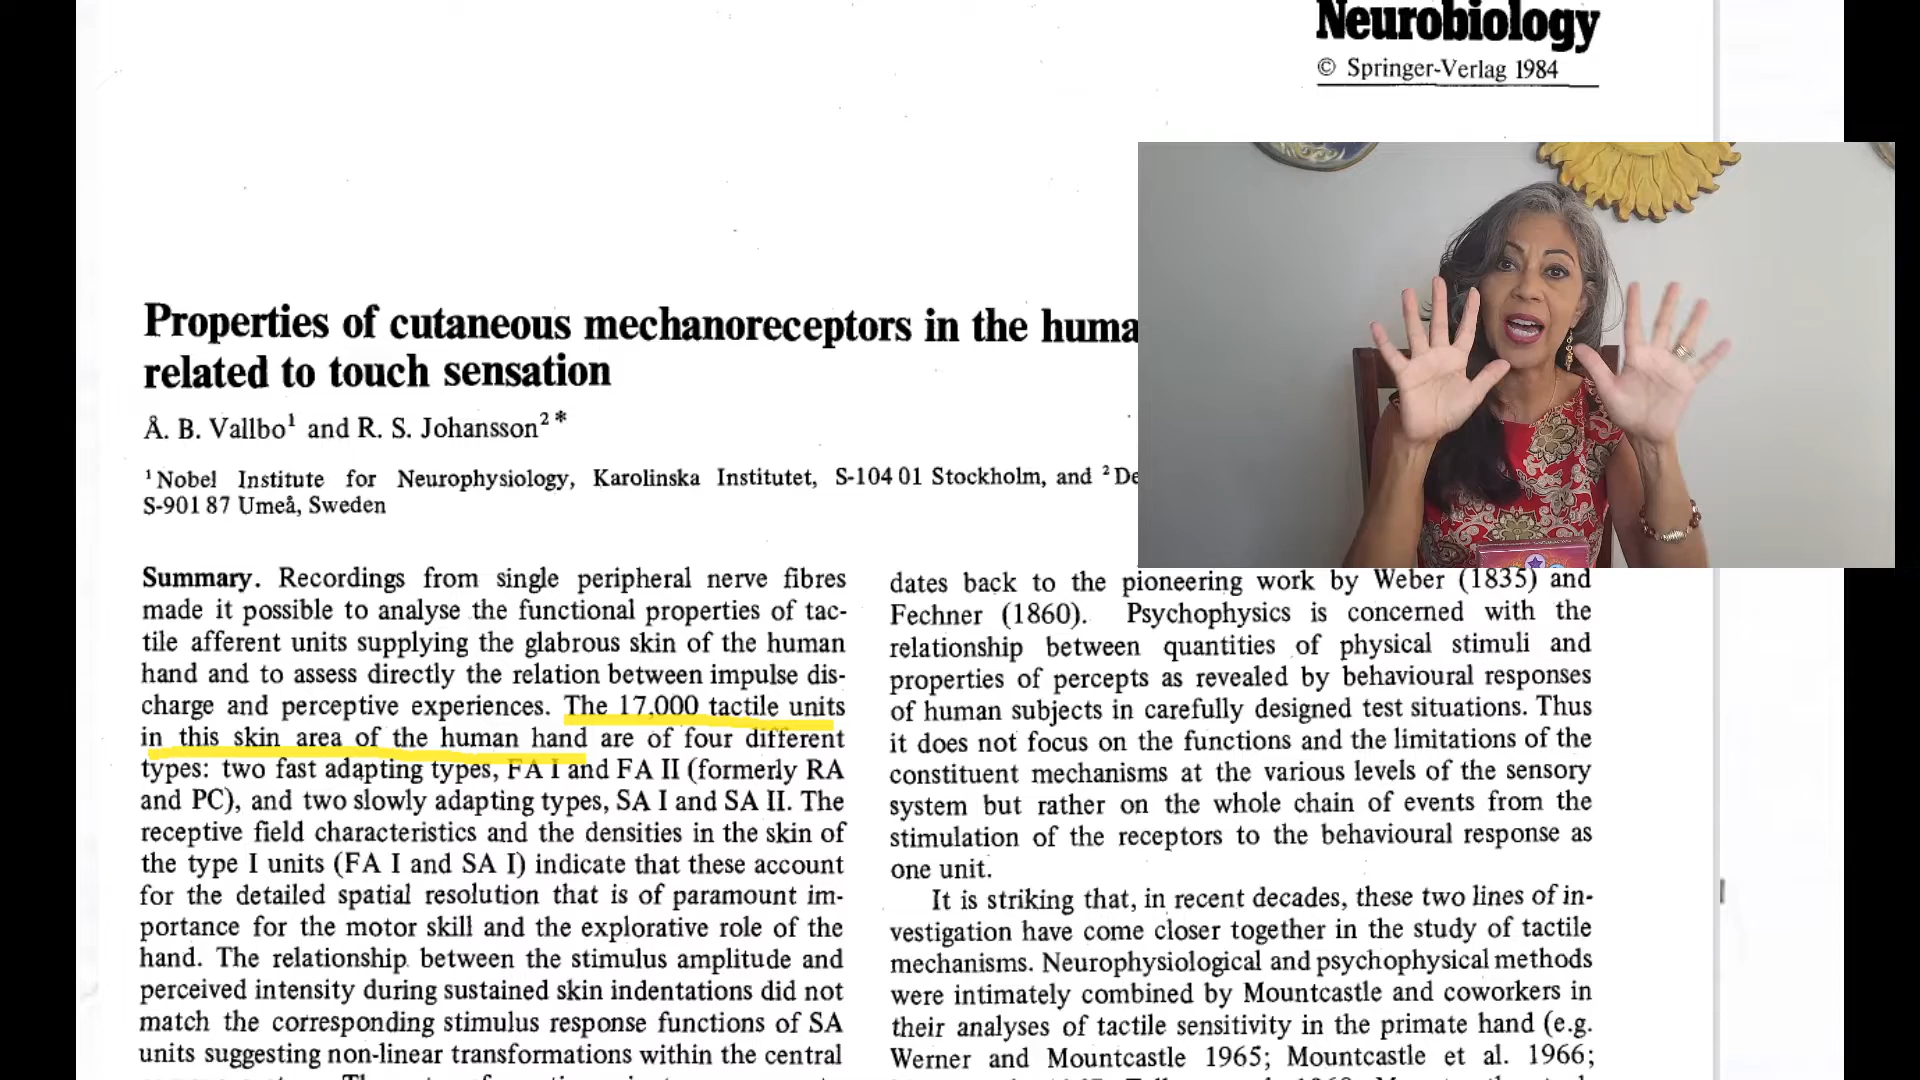 Neurobiology
© Springer-Verlag 1984
Properties of cutaneous mechanoreceptors in the huma
related to touch sensation
Å. B. Vallbo¹ and R. S. Johansson²*
¹Nobel Institute for Neurophysiology, Karolinska Institutet, S-104 01 Stockholm, and ²De
S-901 87 Umeå, Sweden
Summary. Recordings from single peripheral nerve fibres
made it possible to analyse the functional properties of tac-
tile afferent units supplying the glabrous skin of the human
hand and to assess directly the relation between impulse dis-
charge and perceptive experiences. The 17,000 tactile units
in this skin area of the human hand are of four different
types: two fast adapting types, FA I and FA II (formerly RA
and PC), and two slowly adapting types, SA I and SA II. The
receptive field characteristics and the densities in the skin of
the type I units (FA I and SA I) indicate that these account
for the detailed spatial resolution that is of paramount im-
portance for the motor skill and the explorative role of the
hand. The relationship between the stimulus amplitude and
perceived intensity during sustained skin indentations did not
match the corresponding stimulus response functions of SA
units suggesting non-linear transformations within the central
dates back to the pioneering work by Weber (1835) and
Fechner (1860). Psychophysics is concerned with the
relationship between quantities of physical stimuli and
properties of percepts as revealed by behavioural responses
of human subjects in carefully designed test situations. Thus
it does not focus on the functions and the limitations of the
constituent mechanisms at the various levels of the sensory
system but rather on the whole chain of events from the
stimulation of the receptors to the behavioural response as
one unit.
It is striking that, in recent decades, these two lines of in-
vestigation have come closer together in the study of tactile
mechanisms. Neurophysiological and psychophysical methods
were intimately combined by Mountcastle and coworkers in
their analyses of tactile sensitivity in the primate hand (e.g.
Werner and Mountcastle 1965; Mountcastle et al. 1966;